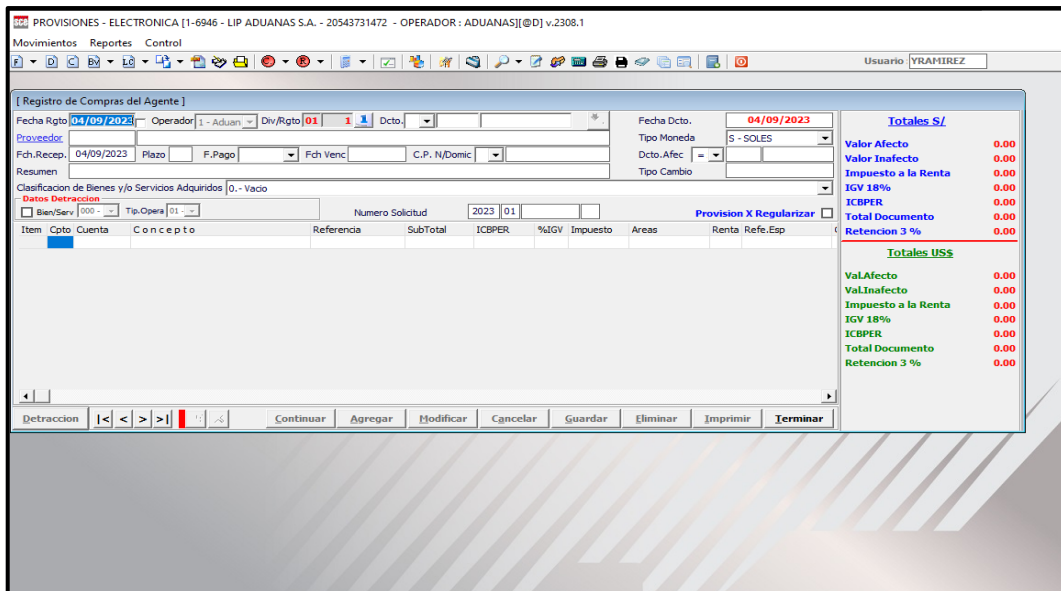 PROVISIONES - ELECTRONICA [1-6946 - LIP ADUANAS S.A. - 20543731472 - OPERADOR : ADUANAS][@D] v.2308.1
Movimientos Reportes Control
F D C Bv LC C R
Usuario YRAMIREZ
[ Registro de Compras del Agente ]
Fecha Rgto 04/09/2023 Operador 1 - Aduan Div/Rgto 01 1 1 Dcto. Fecha Dcto. 04/09/2023
Proveedor Tipo Moneda S - SOLES
Fch.Recep. 04/09/2023 Plazo F.Pago Fch Venc C.P. N/Domic Dcto.Afec =
Resumen Tipo Cambio
Clasificacion de Bienes y/o Servicios Adquiridos 0.- Vacio
Datos Detraccion
Bien/Serv 000 - Tip.Opera 01 - Numero Solicitud 2023 01 Provision X Regularizar
Item Cpto Cuenta Concepto Referencia SubTotal ICBPER %IGV Impuesto Areas Renta Refe.Esp
Totales S/
Valor Afecto 0.00
Valor Inafecto 0.00
Impuesto a la Renta 0.00
IGV 18% 0.00
ICBPER 0.00
Total Documento 0.00
Retencion 3 % 0.00
Totales US$
Val.Afecto 0.00
Val.Inafecto 0.00
Impuesto a la Renta 0.00
IGV 18% 0.00
ICBPER 0.00
Total Documento 0.00
Retencion 3 % 0.00
Detraccion |< < > >| Continuar Agregar Modificar Cancelar Guardar Eliminar Imprimir Terminar